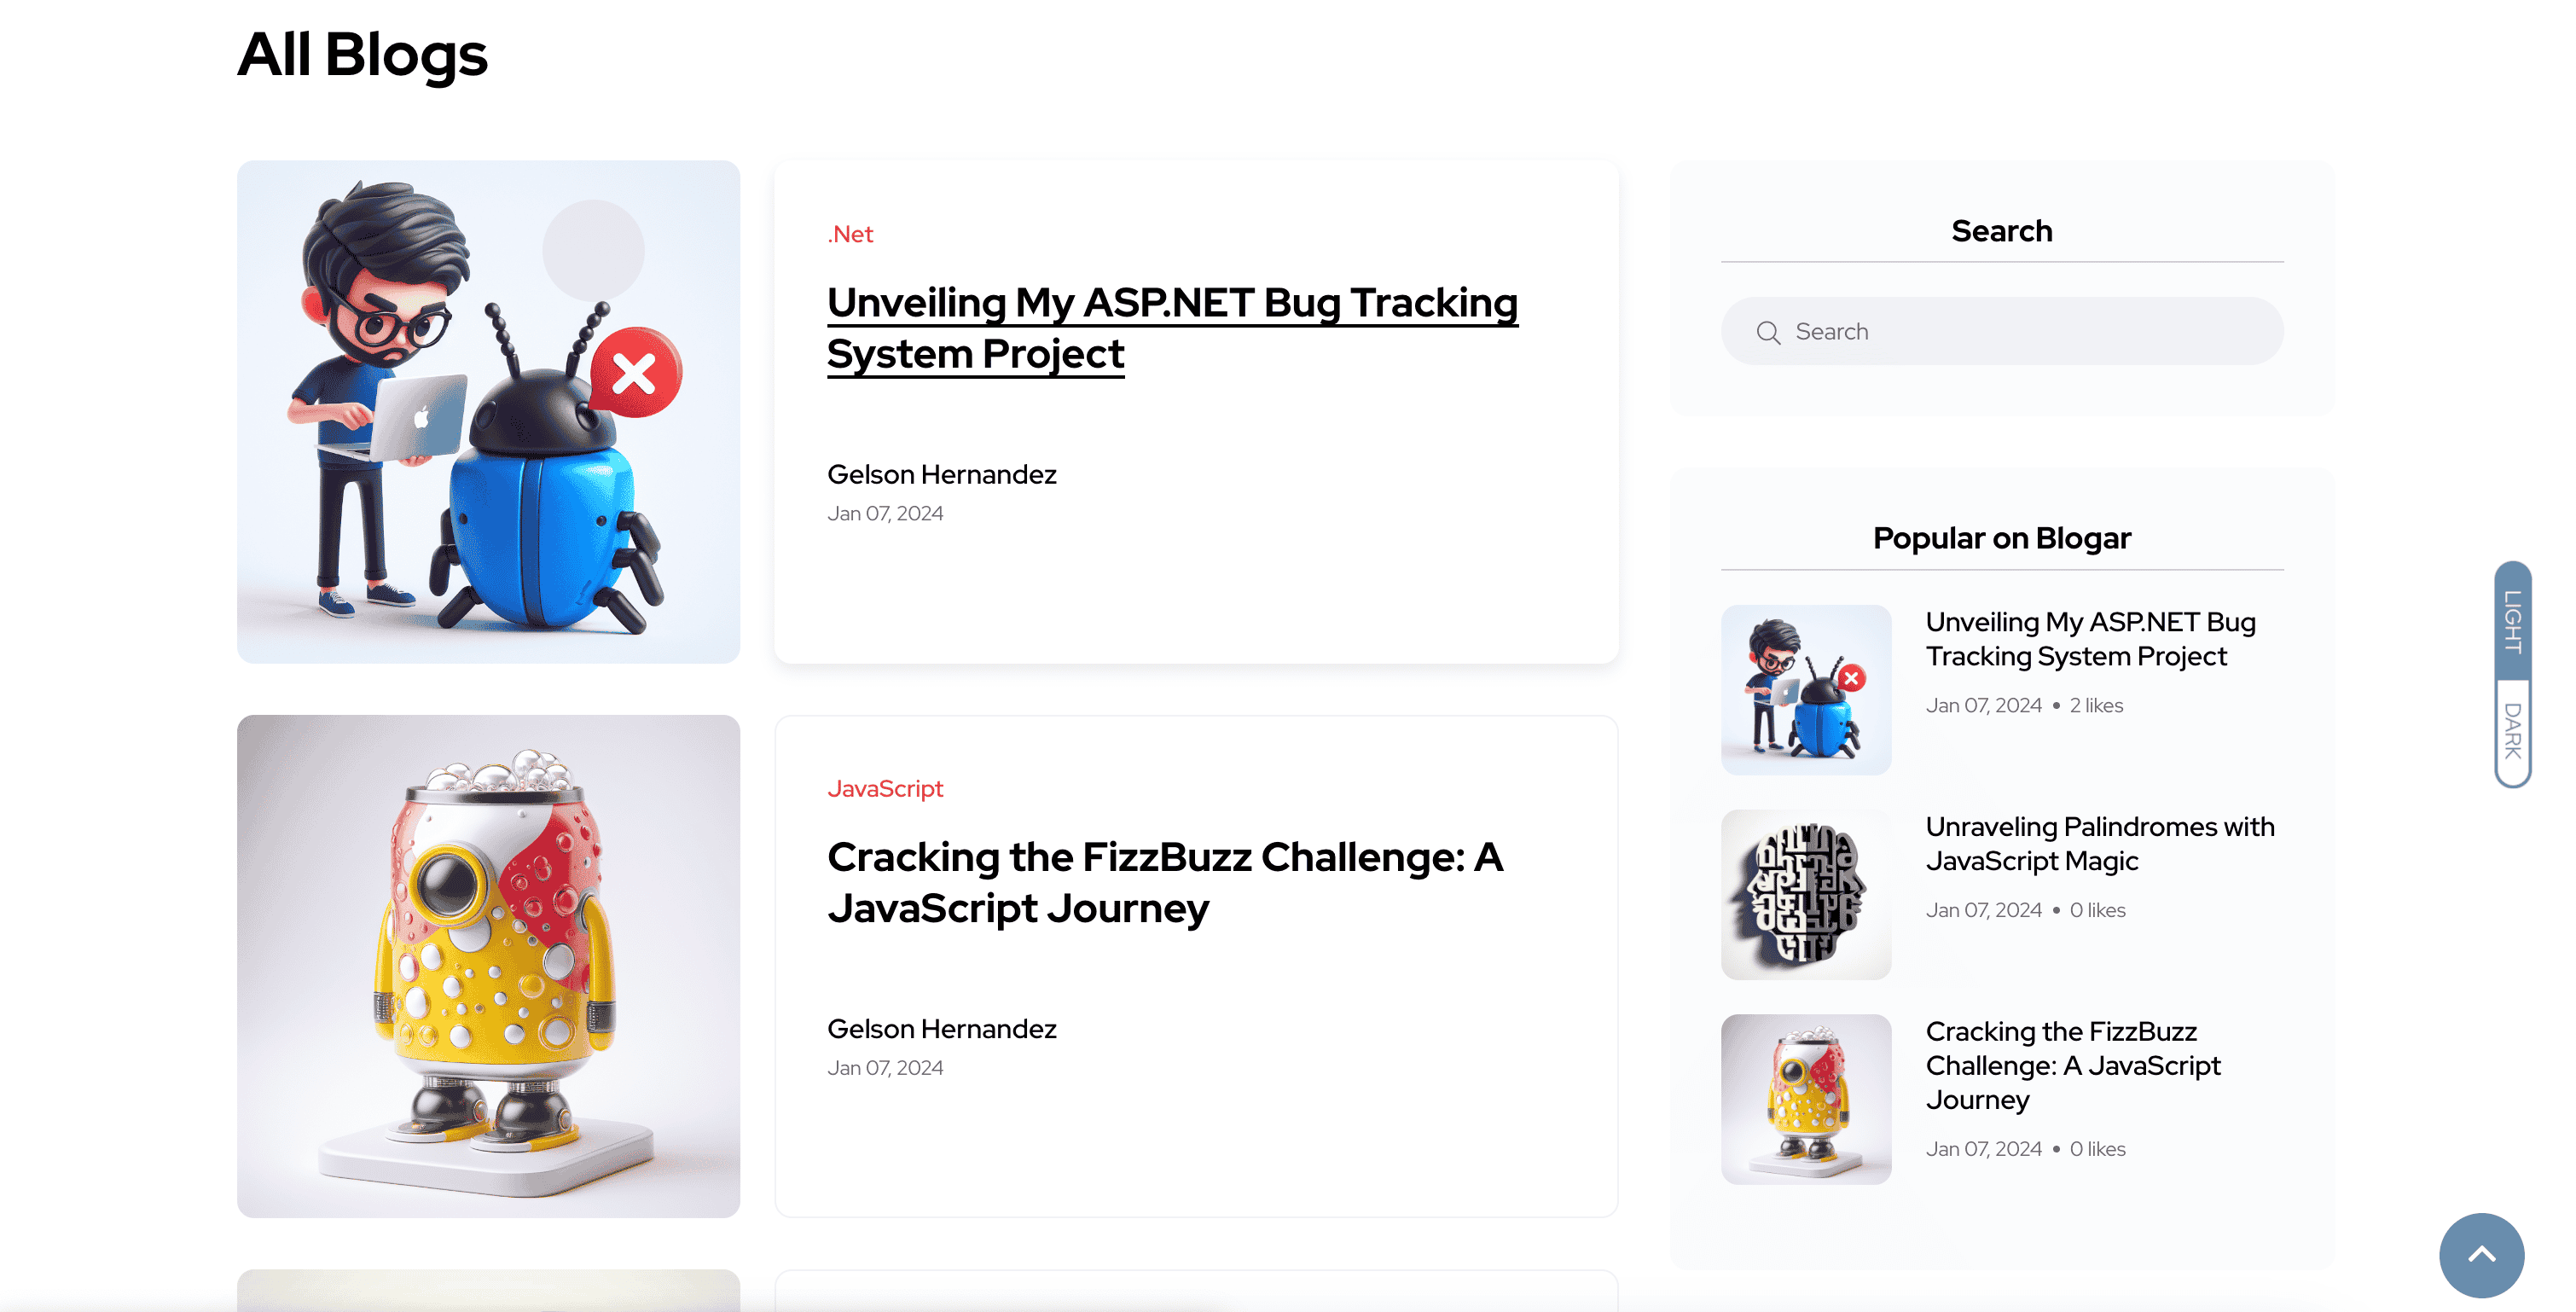 All Blogs
.Net
Unveiling My ASP.NET Bug Tracking
System Project
Gelson Hernandez
Jan 07, 2024
JavaScript
Cracking the FizzBuzz Challenge: A
JavaScript Journey
Gelson Hernandez
Jan 07, 2024
Search
Search
Popular on Blogar
Unveiling My ASP.NET Bug
Tracking System Project
Jan 07, 2024 • 2 likes
Unraveling Palindromes with
JavaScript Magic
Jan 07, 2024 • 0 likes
Cracking the FizzBuzz
Challenge: A JavaScript
Journey
Jan 07, 2024 • 0 likes
LIGHT
DARK